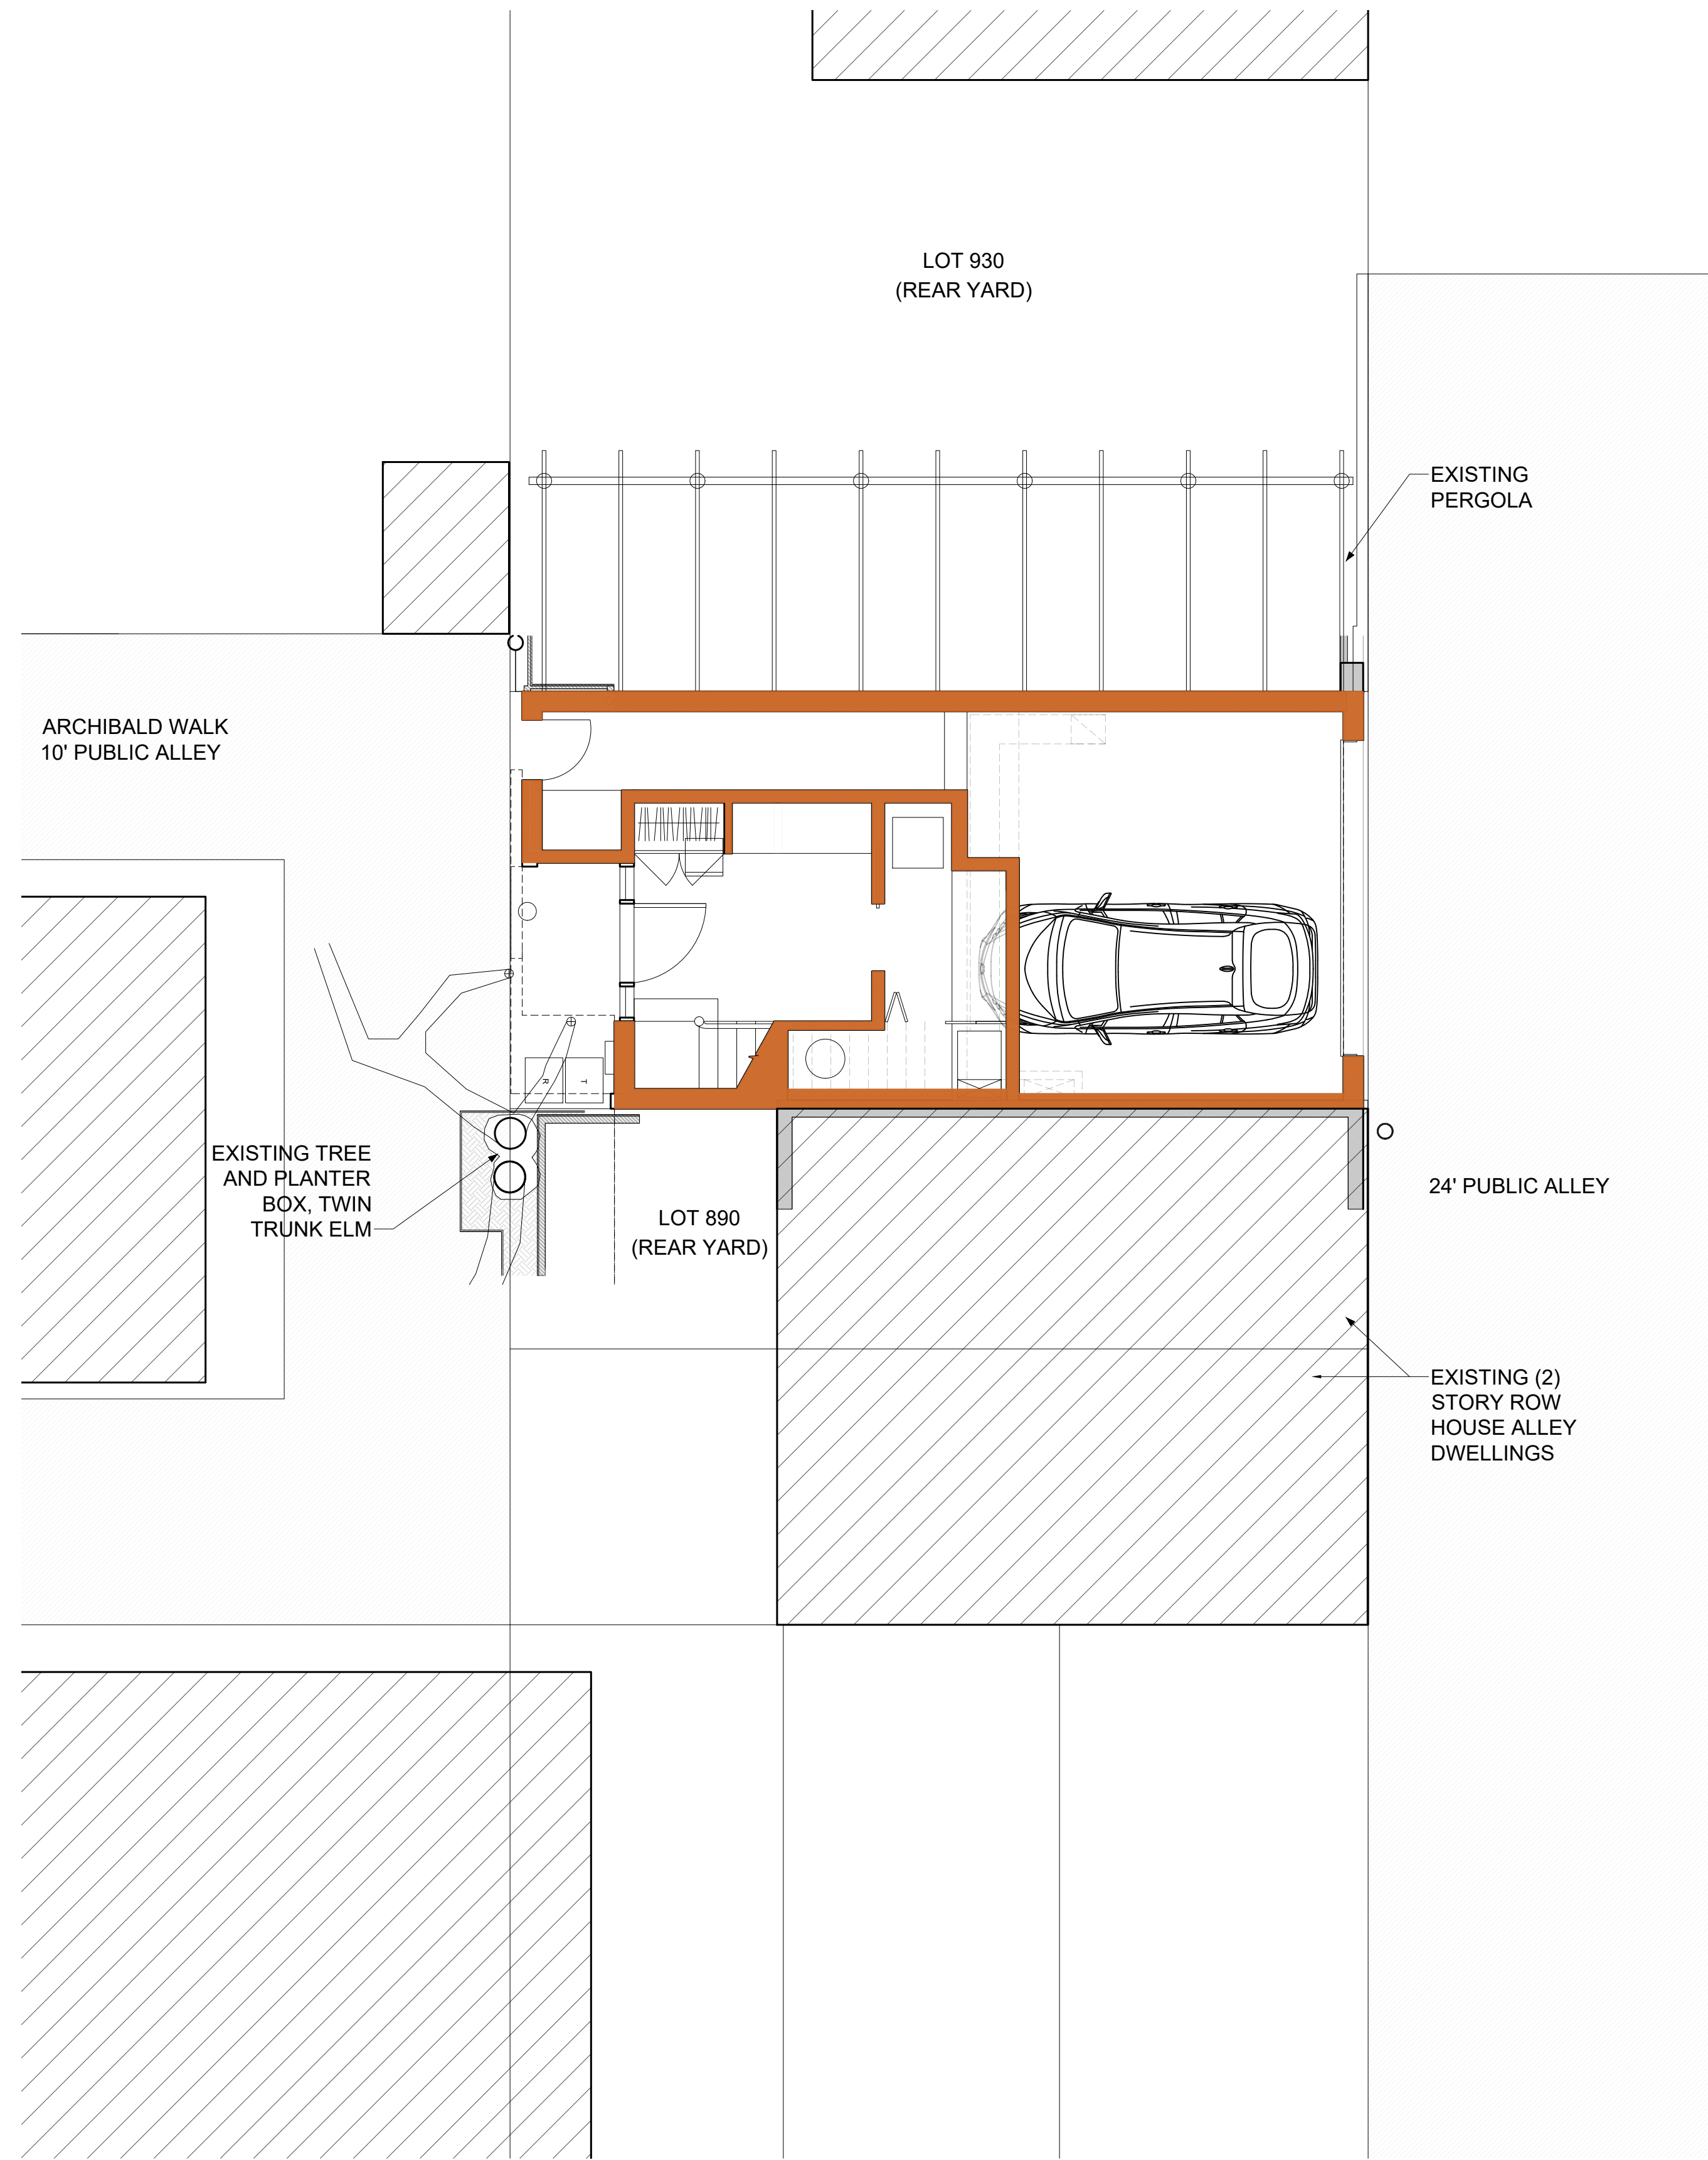 LOT 930
(REAR YARD)
EXISTING
PERGOLA
ARCHIBALD WALK
10' PUBLIC ALLEY
R
T
EXISTING TREE
AND PLANTER
BOX, TWIN
TRUNK ELM
LOT 890
(REAR YARD)
24' PUBLIC ALLEY
EXISTING (2)
STORY ROW
HOUSE ALLEY
DWELLINGS